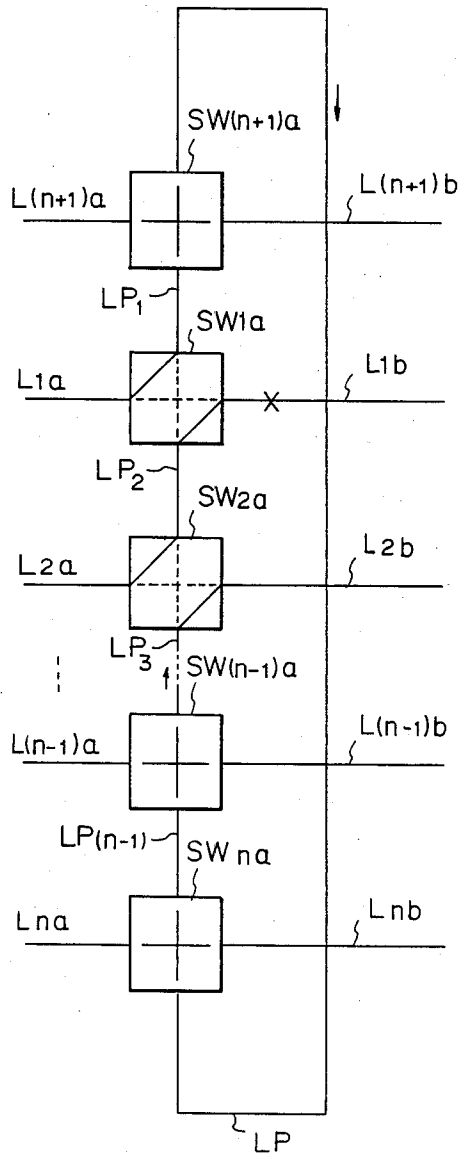 SW(n+1)a
L(n+1)a
L(n+1)b
LP1
SW1a
L1a
L1b
LP2
SW2a
L2a
L2b
LP3
SW(n-1)a
L(n-1)a
L(n-1)b
LP(n-1)
SWna
Lna
Lnb
LP